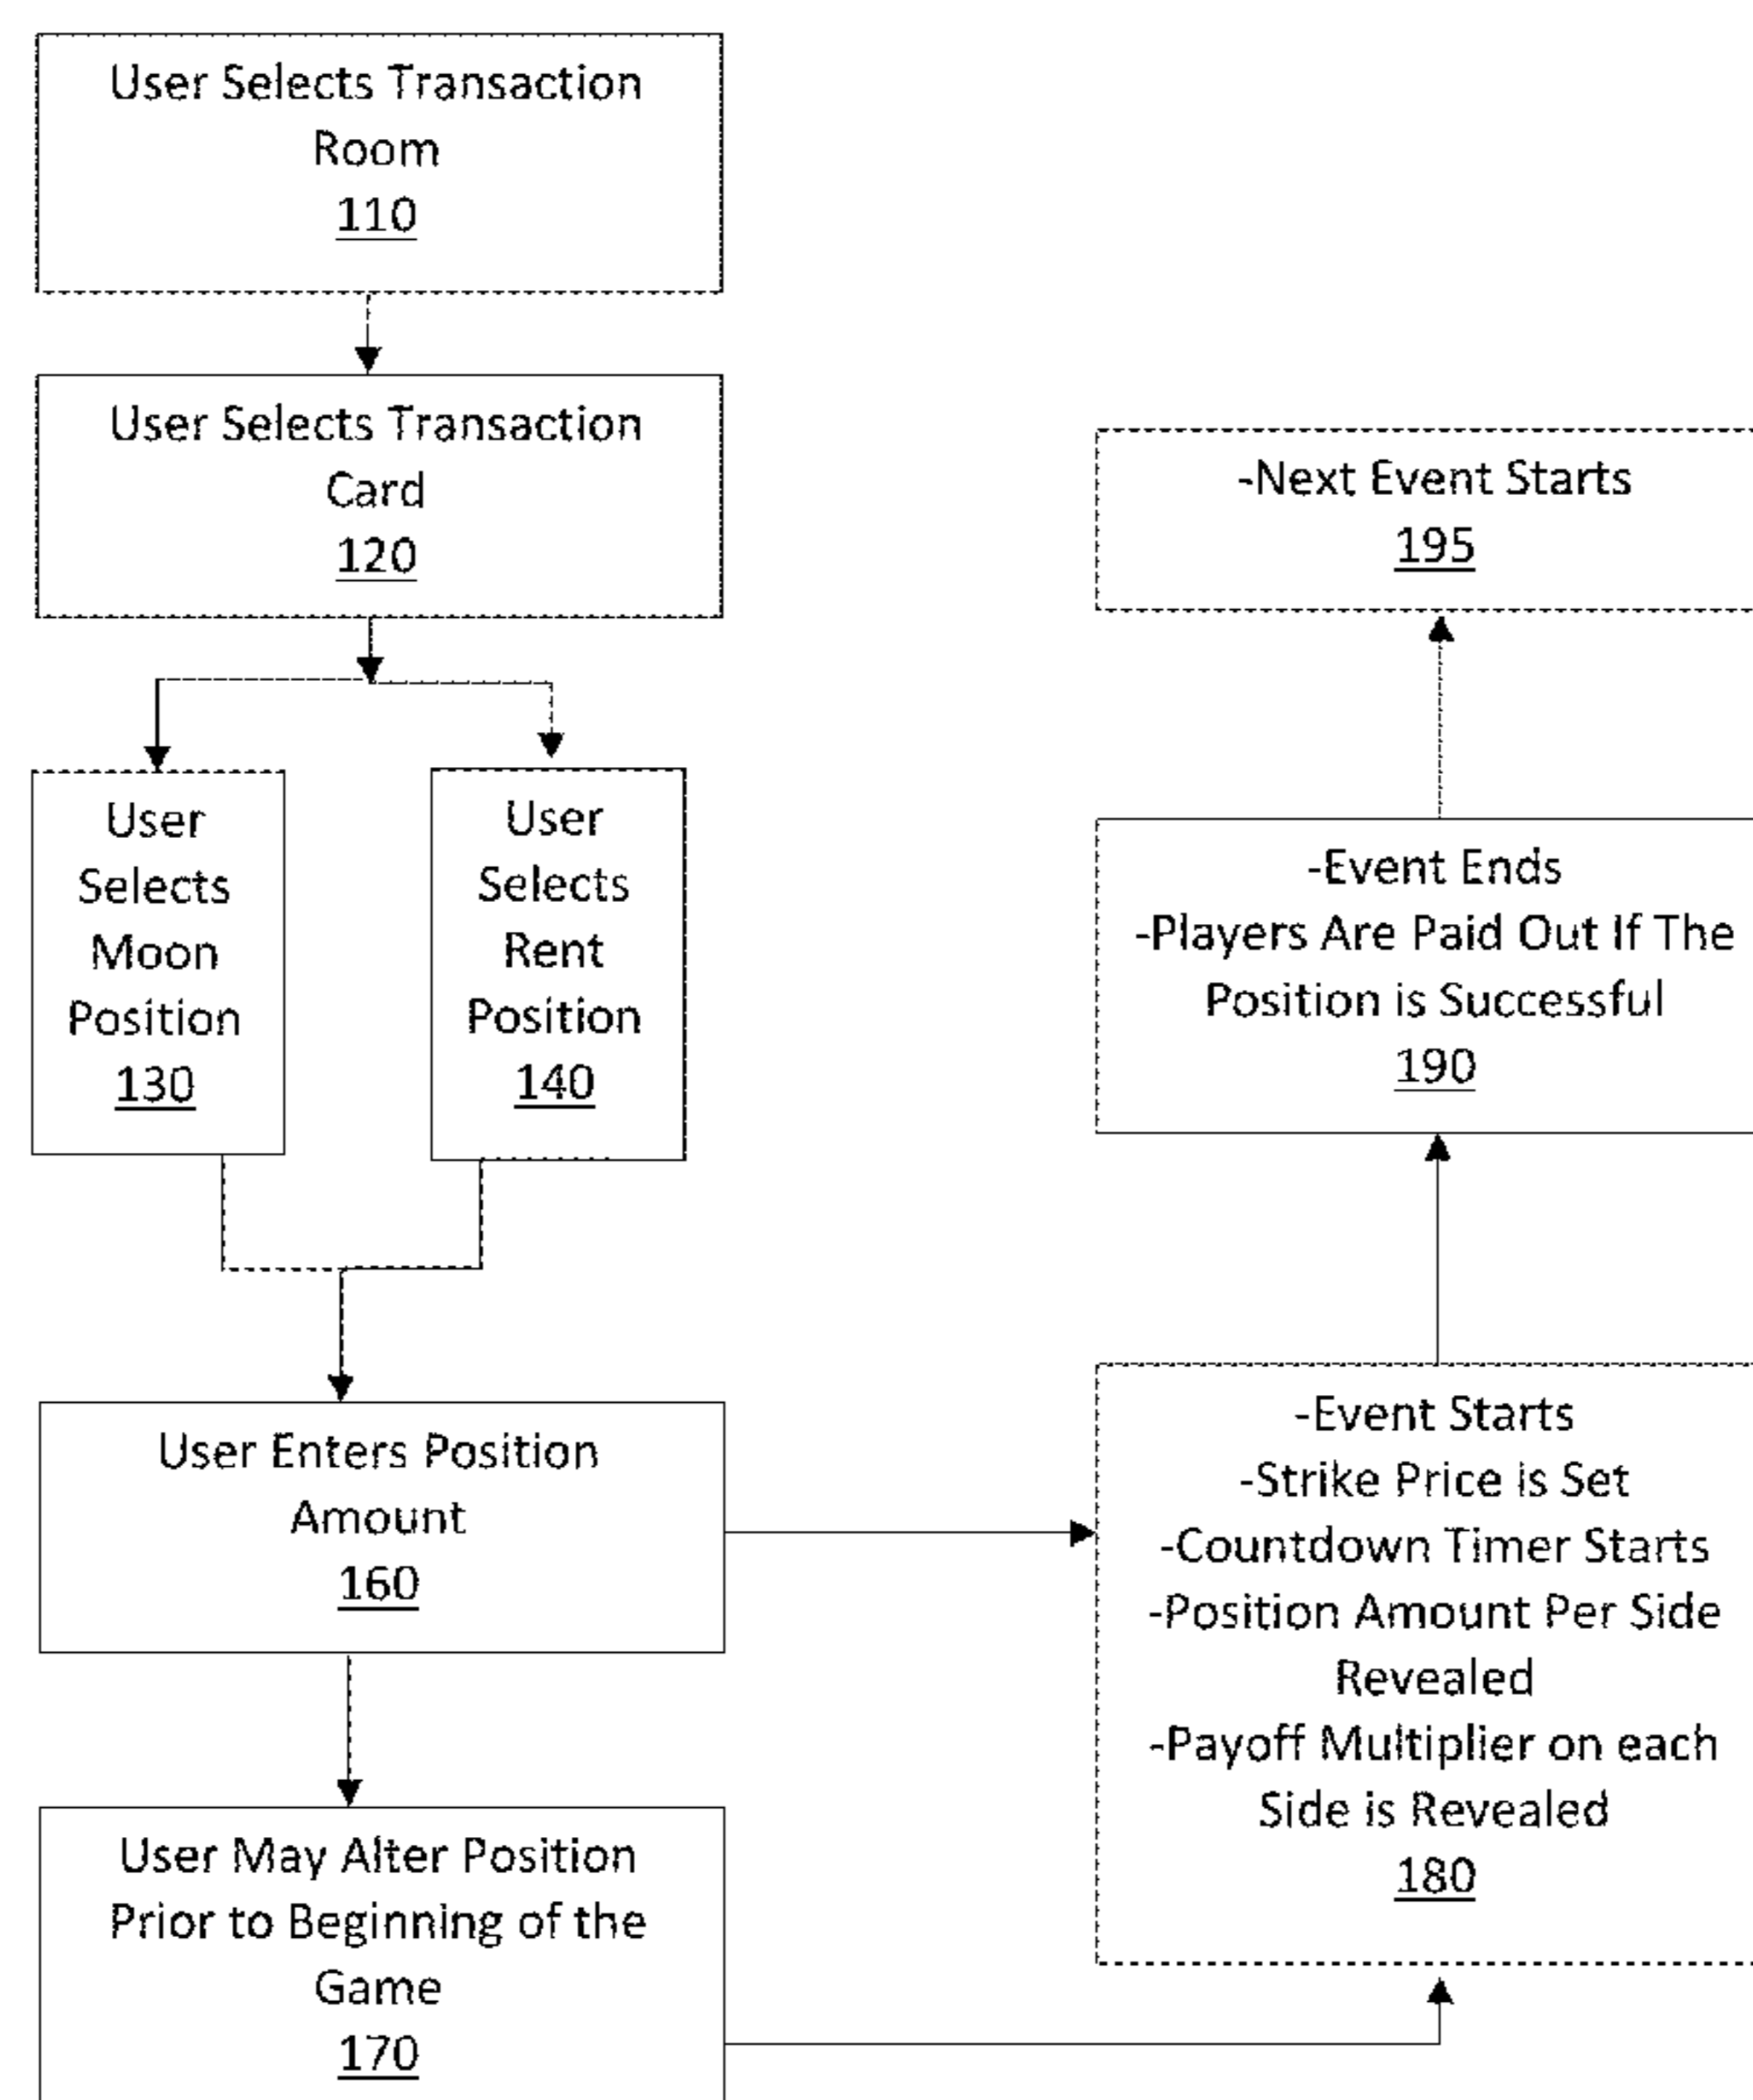 User Selects Transaction
Room
110
User Selects Transaction
Card
120
User
Selects
Moon
Position
130
User
Selects
Rent
Position
140
User Enters Position
Amount
160
User May Alter Position
Prior to Beginning of the
Game
170
-Event Starts
-Strike Price is Set
-Countdown Timer Starts
-Position Amount Per Side
Revealed
-Payoff Multiplier on each
Side is Revealed
180
-Event Ends
-Players Are Paid Out If The
Position is Successful
190
-Next Event Starts
195